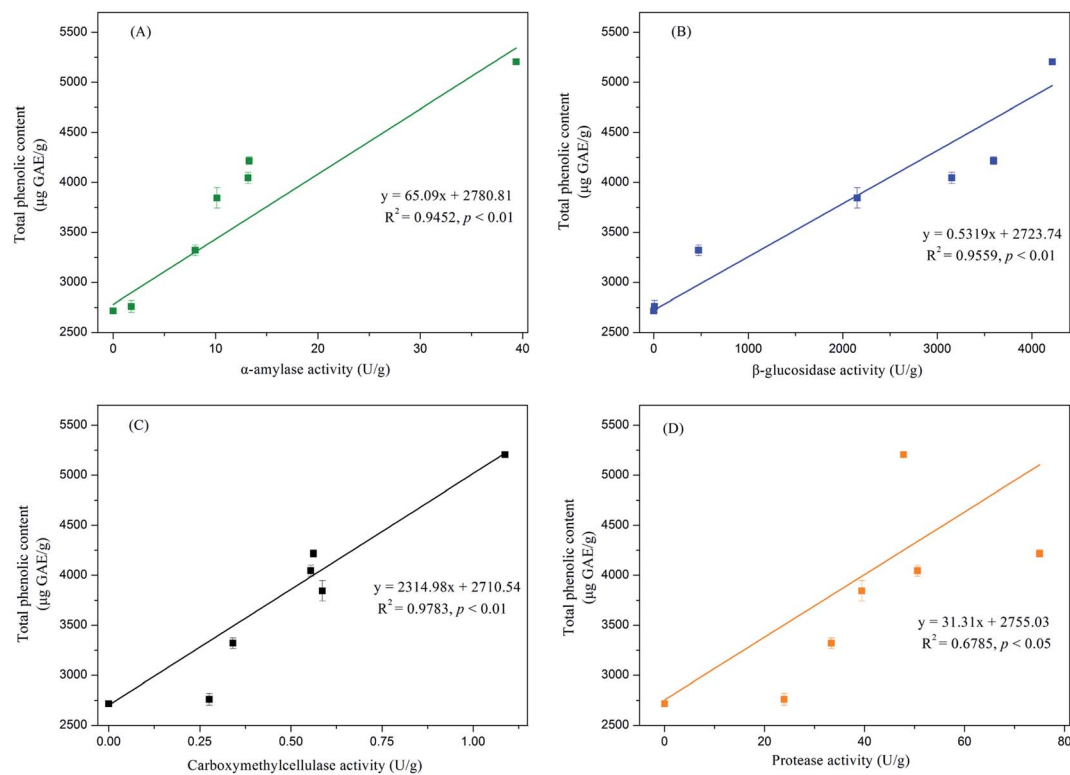 (A)
Total phenolic content
(µg GAE/g)
5500
5000
4500
4000
3500
3000
2500
y = 65.09x + 2780.81
R² = 0.9452, p < 0.01
0 10 20 30 40
α-amylase activity (U/g)
(B)
Total phenolic content
(µg GAE/g)
5500
5000
4500
4000
3500
3000
2500
y = 0.5319x + 2723.74
R² = 0.9559, p < 0.01
0 1000 2000 3000 4000
β-glucosidase activity (U/g)
(C)
Total phenolic content
(µg GAE/g)
5500
5000
4500
4000
3500
3000
2500
y = 2314.98x + 2710.54
R² = 0.9783, p < 0.01
0.00 0.25 0.50 0.75 1.00
Carboxymethylcellulase activity (U/g)
(D)
Total phenolic content
(µg GAE/g)
5500
5000
4500
4000
3500
3000
2500
y = 31.31x + 2755.03
R² = 0.6785, p < 0.05
0 20 40 60 80
Protease activity (U/g)